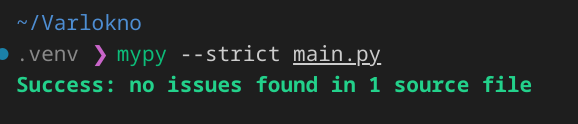 ~/Varlokno
.venv ❯ mypy --strict main.py
Success: no issues found in 1 source file